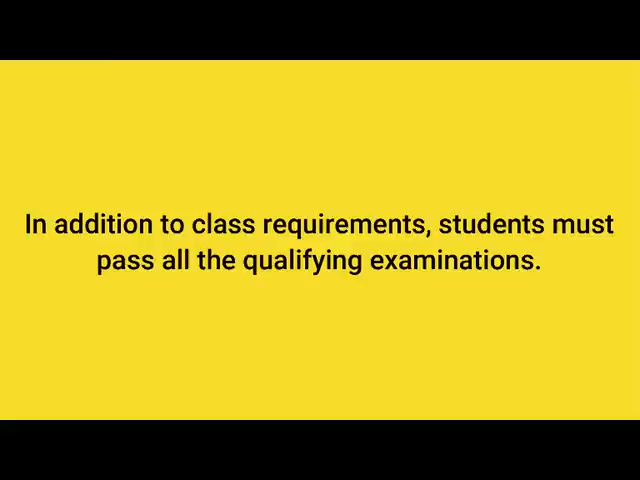 In addition to class requirements, students must
pass all the qualifying examinations.